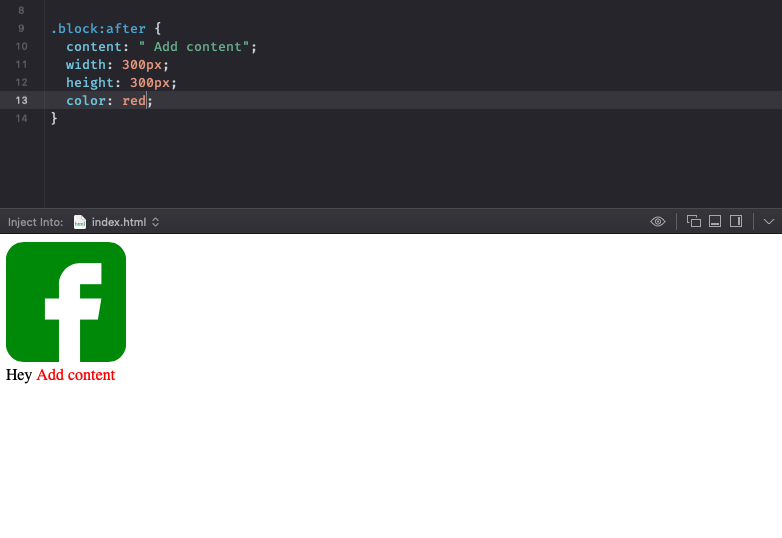 8
9 .block:after {
10 content: " Add content";
11 width: 300px;
12 height: 300px;
13 color: red;
14 }
Inject Into: index.html
f
Hey Add content